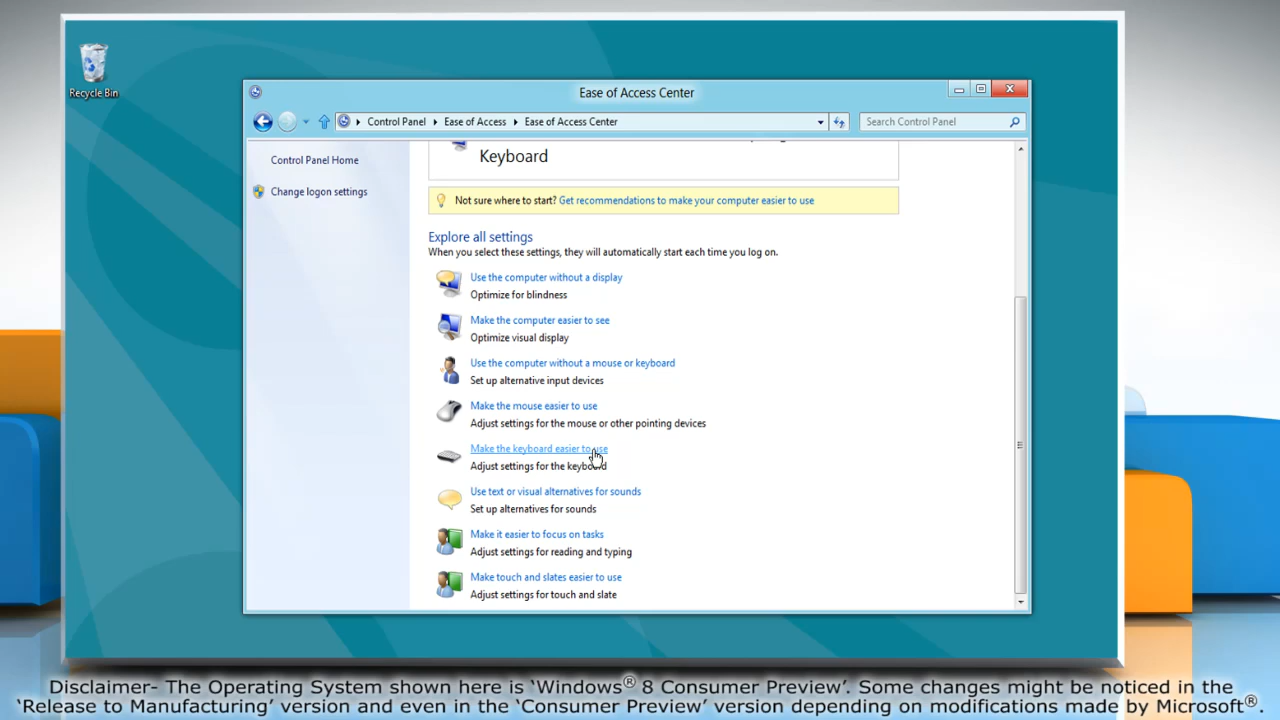 Recycle Bin
Ease of Access Center
Control Panel Ease of Access Ease of Access Center
Search Control Panel
Control Panel Home
Change logon settings
Keyboard
Not sure where to start? Get recommendations to make your computer easier to use
Explore all settings
When you select these settings, they will automatically start each time you log on.
Use the computer without a display
Optimize for blindness
Make the computer easier to see
Optimize visual display
Use the computer without a mouse or keyboard
Set up alternative input devices
Make the mouse easier to use
Adjust settings for the mouse or other pointing devices
Make the keyboard easier to use
Adjust settings for the keyboard
Use text or visual alternatives for sounds
Set up alternatives for sounds
Make it easier to focus on tasks
Adjust settings for reading and typing
Make touch and slates easier to use
Adjust settings for touch and slate
Disclaimer- The Operating System shown here is ‘Windows® 8 Consumer Preview’. Some changes might be noticed in the
‘Release to Manufacturing’ version and even in the ‘Consumer Preview’ version depending on modifications made by Microsoft®.